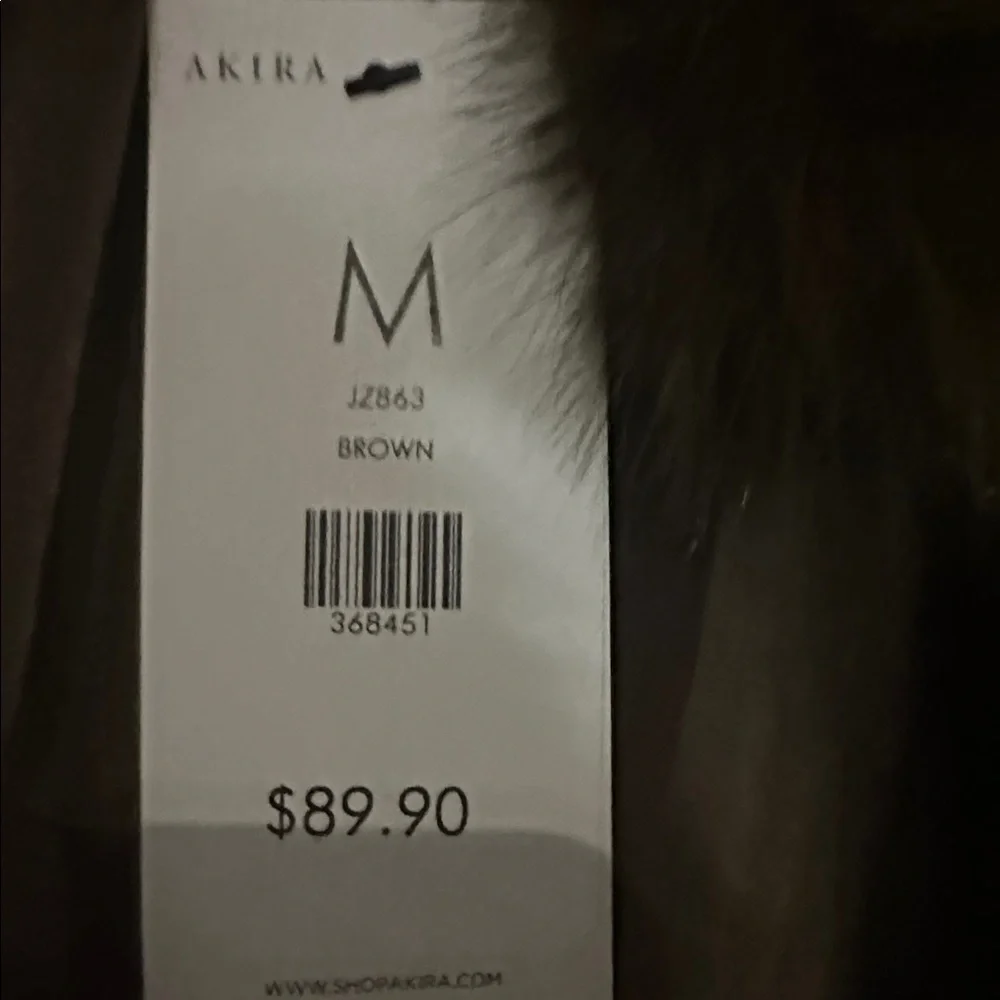 AKIRA
M
JZ863
BROWN
368451
$89.90
WWW.SHOPAKIRA.COM